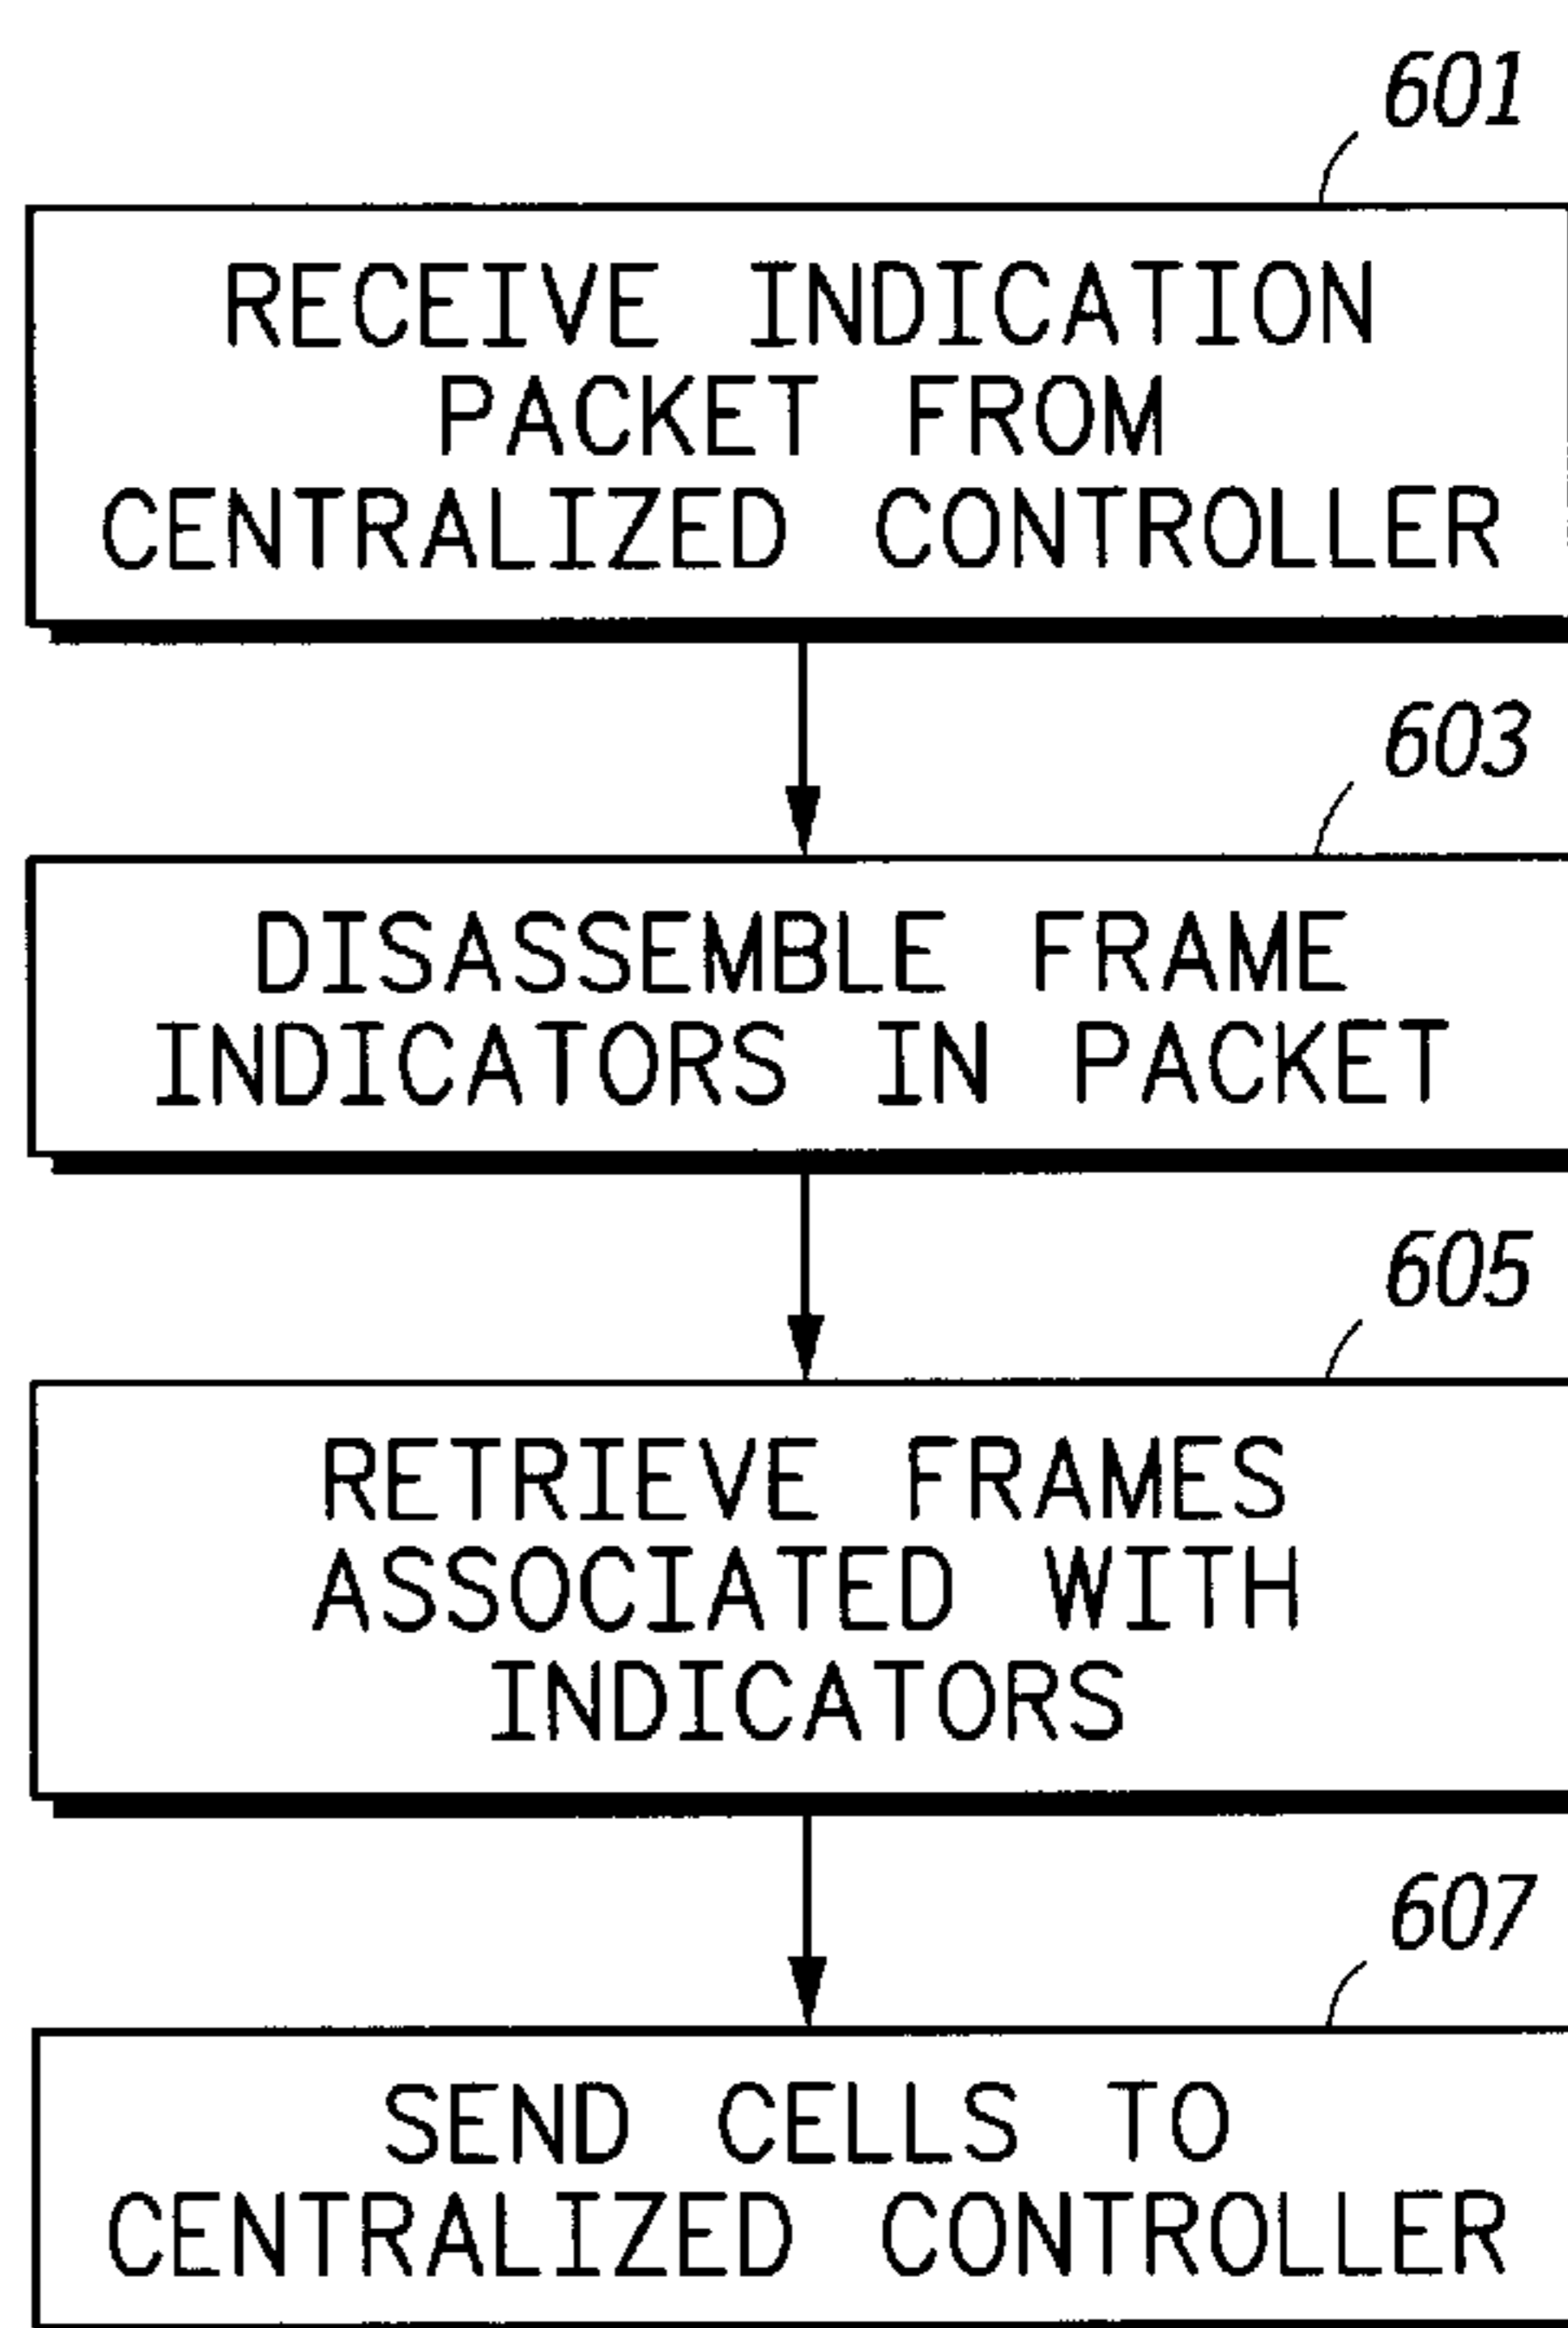 601
RECEIVE INDICATION
PACKET FROM
CENTRALIZED CONTROLLER
603
DISASSEMBLE FRAME
INDICATORS IN PACKET
605
RETRIEVE FRAMES
ASSOCIATED WITH
INDICATORS
607
SEND CELLS TO
CENTRALIZED CONTROLLER